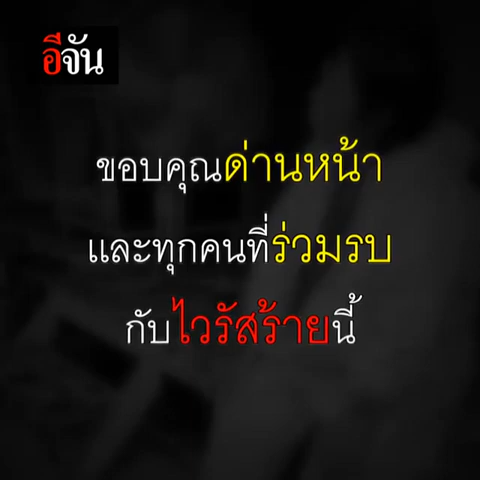 อีจัน
ขอบคุณด่านหน้า
และทุกคนที่ร่วมรบ
กับไวรัสร้ายนี้